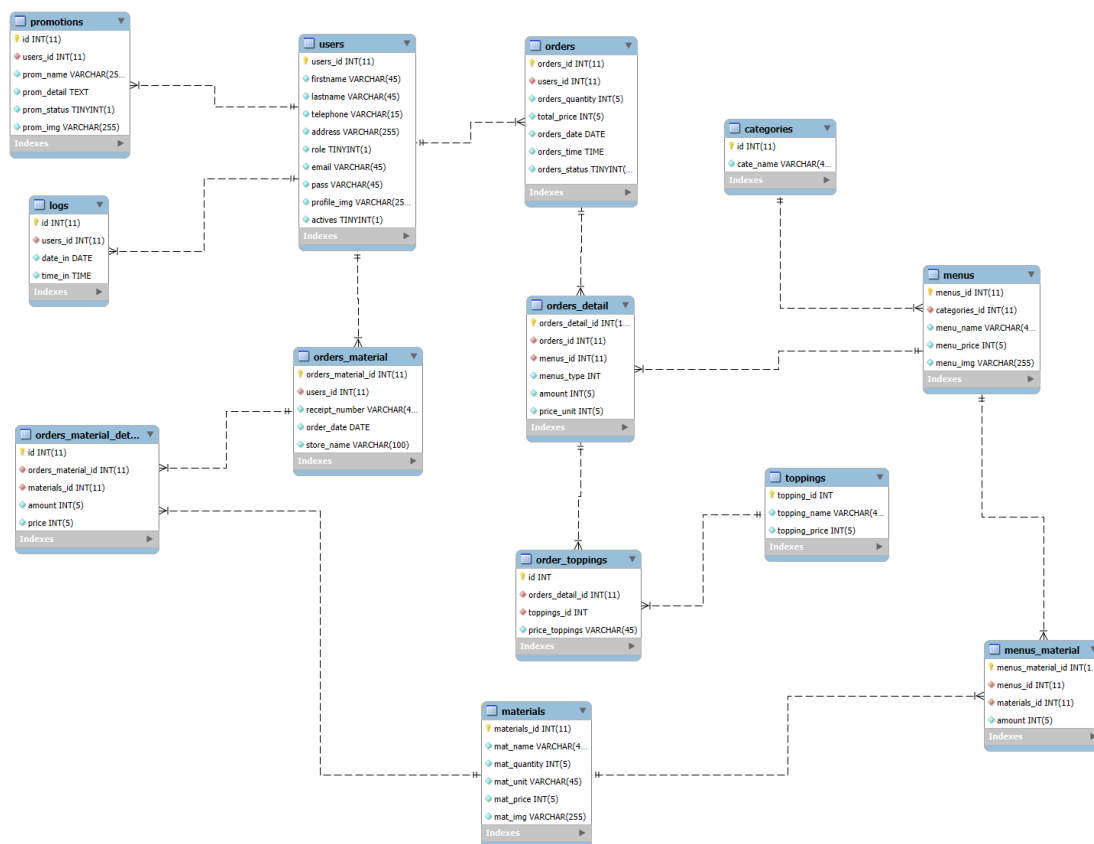 promotions
id INT(11)
users_id INT(11)
prom_name VARCHAR(25...
prom_detail TEXT
prom_status TINYINT(1)
prom_img VARCHAR(255)
Indexes
users
users_id INT(11)
firstname VARCHAR(45)
lastname VARCHAR(45)
telephone VARCHAR(15)
address VARCHAR(255)
role TINYINT(1)
email VARCHAR(45)
pass VARCHAR(45)
profile_img VARCHAR(25...
actives TINYINT(1)
Indexes
orders
orders_id INT(11)
users_id INT(11)
orders_quantity INT(5)
total_price INT(5)
orders_date DATE
orders_time TIME
orders_status TINYINT(...
Indexes
categories
id INT(11)
cate_name VARCHAR(4...
Indexes
logs
id INT(11)
users_id INT(11)
date_in DATE
time_in TIME
Indexes
menus
menus_id INT(11)
categories_id INT(11)
menu_name VARCHAR(4...
menu_price INT(5)
menu_img VARCHAR(255)
Indexes
orders_detail
orders_detail_id INT(1...
orders_id INT(11)
menus_id INT(11)
menus_type INT
amount INT(5)
price_unit INT(5)
Indexes
orders_material
orders_material_id INT(11)
users_id INT(11)
receipt_number VARCHAR(4...
order_date DATE
store_name VARCHAR(100)
Indexes
orders_material_det...
id INT(11)
orders_material_id INT(11)
materials_id INT(11)
amount INT(5)
price INT(5)
Indexes
toppings
topping_id INT
topping_name VARCHAR(4...
topping_price INT(5)
Indexes
order_toppings
id INT
orders_detail_id INT(11)
toppings_id INT
price_toppings VARCHAR(45)
Indexes
menus_material
menus_material_id INT(1...
menus_id INT(11)
materials_id INT(11)
amount INT(5)
Indexes
materials
materials_id INT(11)
mat_name VARCHAR(4...
mat_quantity INT(5)
mat_unit VARCHAR(45)
mat_price INT(5)
mat_img VARCHAR(255)
Indexes